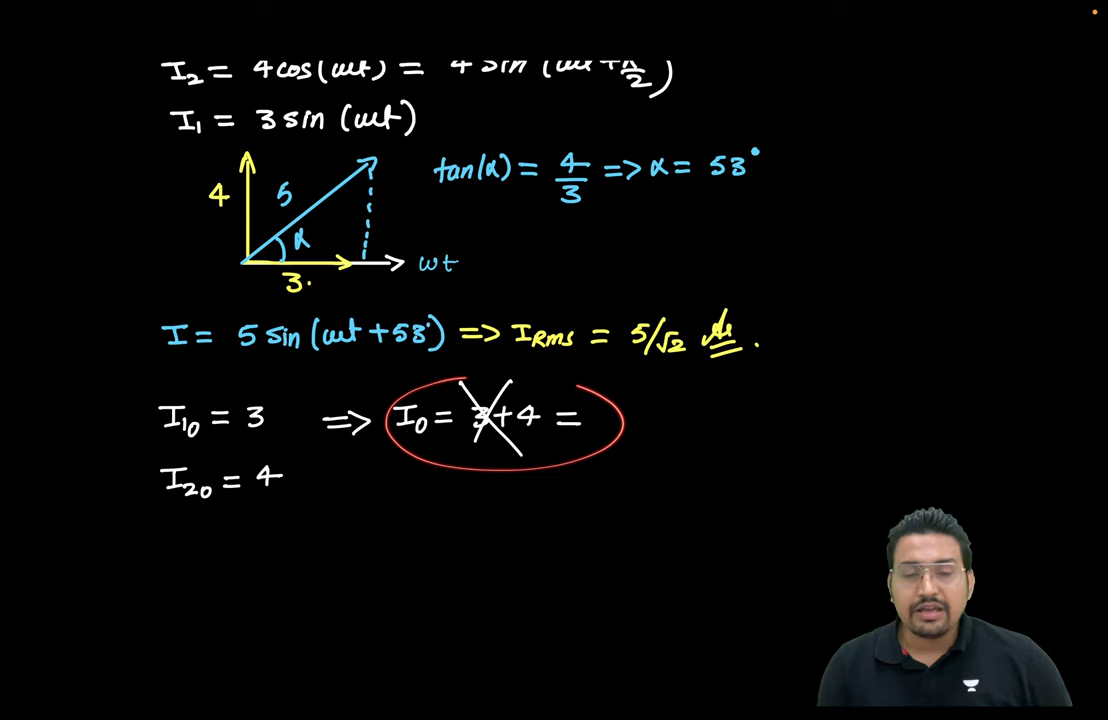 I₂ = 4cos(ωt) = 4 sin (ωt + π/2)
I₁ = 3 sin (ωt)
4
5
α
3.
ωt
tan(α) = 4/3 => α = 53°
I = 5 sin (ωt + 53°) => I_Rms = 5/√2
I₁₀ = 3 => I₀ = 3+4 =
I₂₀ = 4